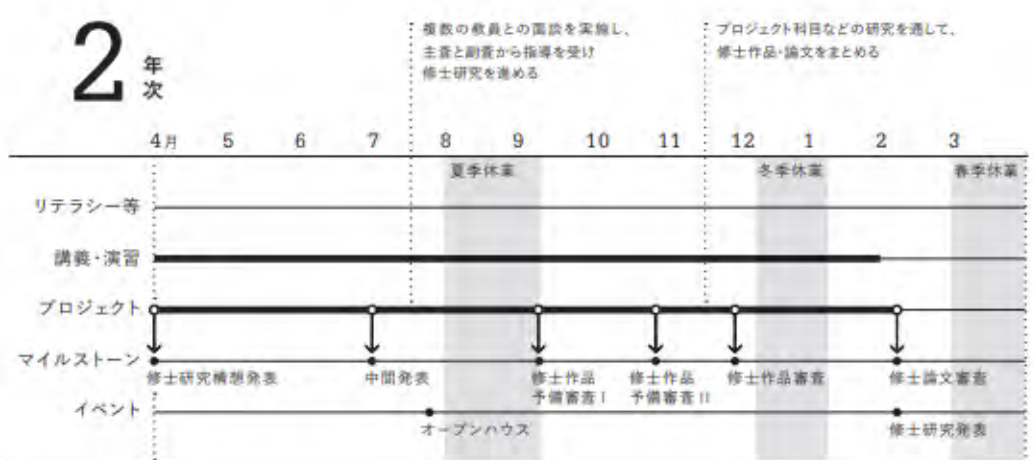 2年次
複数の教員との面談を実施し、
主査と副査から指導を受け
修士研究を進める
プロジェクト科目などの研究を通して、
修士作品・論文をまとめる
4月 5 6 7 8 9 10 11 12 1 2 3
夏季休業 冬季休業 春季休業
リテラシー等
講義・演習
プロジェクト
マイルストーン
修士研究構想発表 中間発表 修士作品 修士作品 修士作品審査 修士論文審査
予備審査Ⅰ 予備審査Ⅱ
イベント
オープンハウス 修士研究発表